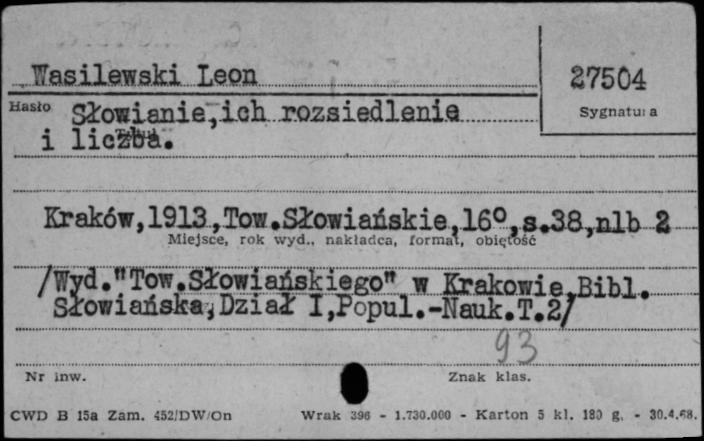 Wasilewski Leon
27504
Hasło
Sygnatura
Słowianie, ich rozsiedlenie
i liczba.
Kraków, 1913, Tow. Słowiańskie, 16°, s. 38, nlb 2
Miejsce, rok wyd., nakładca, format, objętość
/Wyd. "Tow. Słowiańskiego" w Krakowie, Bibl.
Słowiańska, Dział I, Popul.-Nauk. T. 2/
93
Nr inw.
Znak klas.
CWD B 15a Zam. 452/DW/On
Wrak 396 - 1.730.000 - Karton 5 kl. 180 g. - 30.4.68.